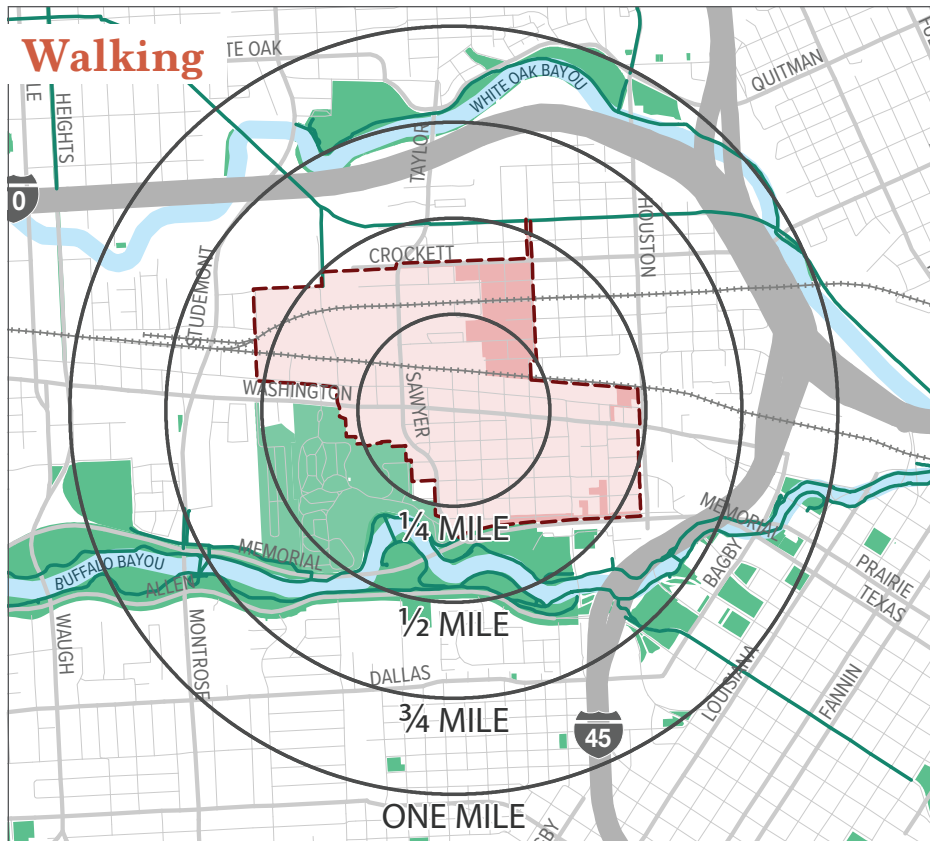 Walking
TE OAK
LE
HEIGHTS
WHITE OAK BAYOU
QUITMAN
TAYLOR
0
HOUSTON
CROCKETT
STUDEMONT
WASHINGTON
SAWYER
¼ MILE
MEMORIAL
MEMORIAL
BUFFALO BAYOU
ALLEN
BAGBY
PRAIRIE
TEXAS
½ MILE
WAUGH
MONTROSE
DALLAS
LOUISIANA
FANNIN
¾ MILE
45
ONE MILE
GBY